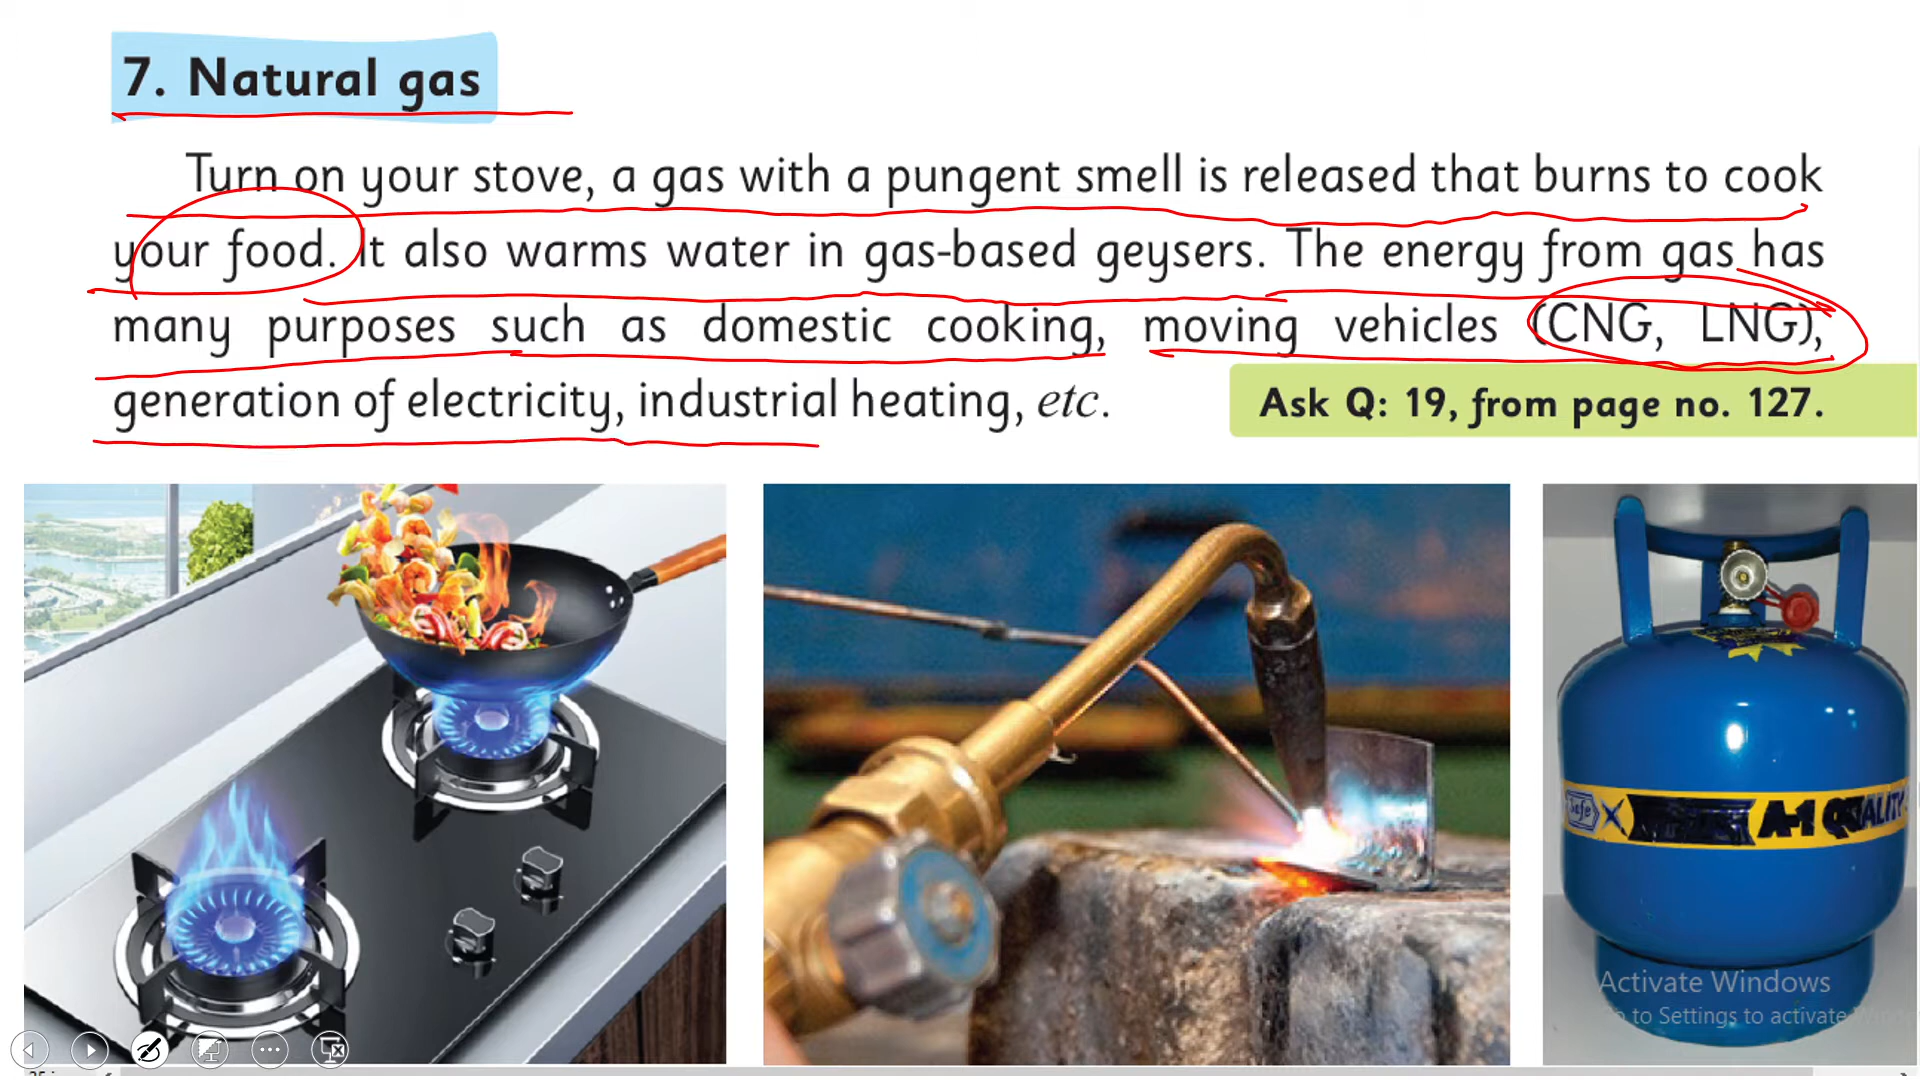 7. Natural gas
Turn on your stove, a gas with a pungent smell is released that burns to cook
your food. It also warms water in gas-based geysers. The energy from gas has
many purposes such as domestic cooking, moving vehicles (CNG, LNG),
generation of electricity, industrial heating, etc.
Ask Q: 19, from page no. 127.
Safe
A-1 QUALITY
Activate Windows
to Settings to activate